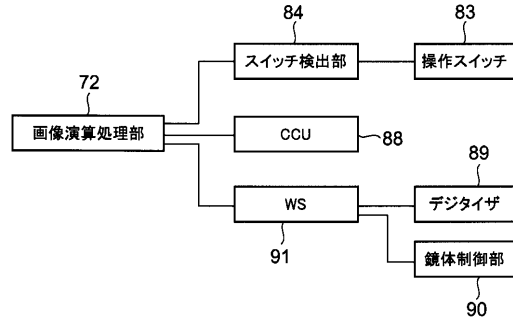 84
83
スイッチ検出部
操作スイッチ
72
画像演算処理部
CCU
88
89
WS
デジタイザ
91
鏡体制御部
90